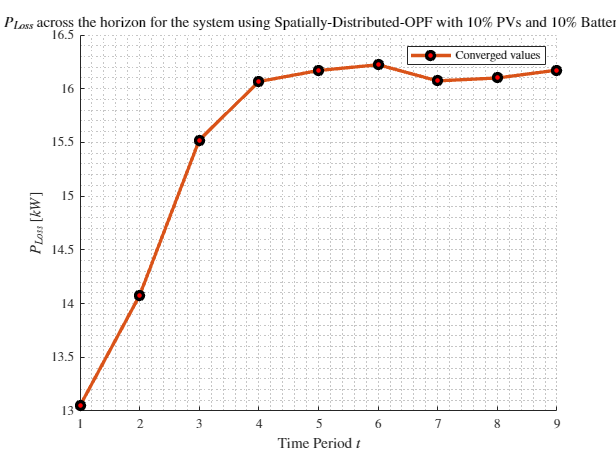 P_Loss across the horizon for the system using Spatially-Distributed-OPF with 10% PVs and 10% Batter
16.5
Converged values
16
15.5
15
P_Loss [kW]
14.5
14
13.5
13
1 2 3 4 5 6 7 8 9
Time Period t